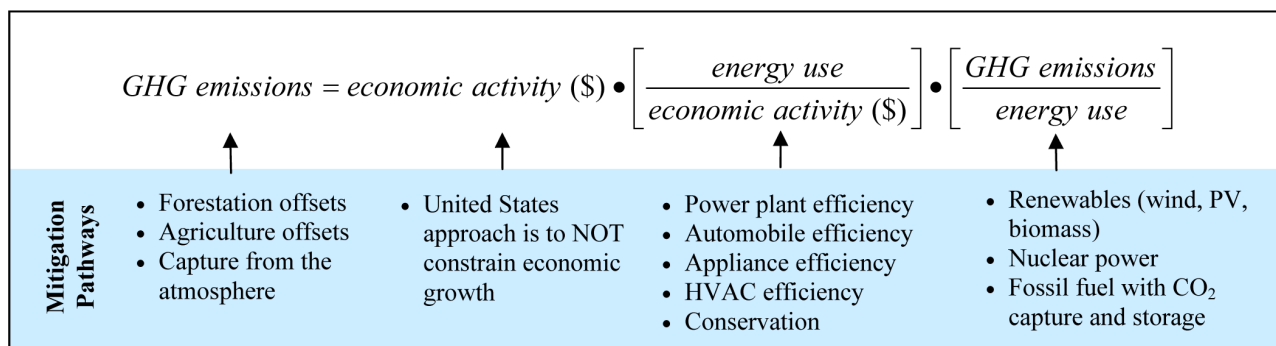 GHG emissions = economic activity ($) • [energy use / economic activity ($)] • [GHG emissions / energy use]
Mitigation
Pathways
• Forestation offsets
• Agriculture offsets
• Capture from the
atmosphere
• United States
approach is to NOT
constrain economic
growth
• Power plant efficiency
• Automobile efficiency
• Appliance efficiency
• HVAC efficiency
• Conservation
• Renewables (wind, PV,
biomass)
• Nuclear power
• Fossil fuel with CO₂
capture and storage